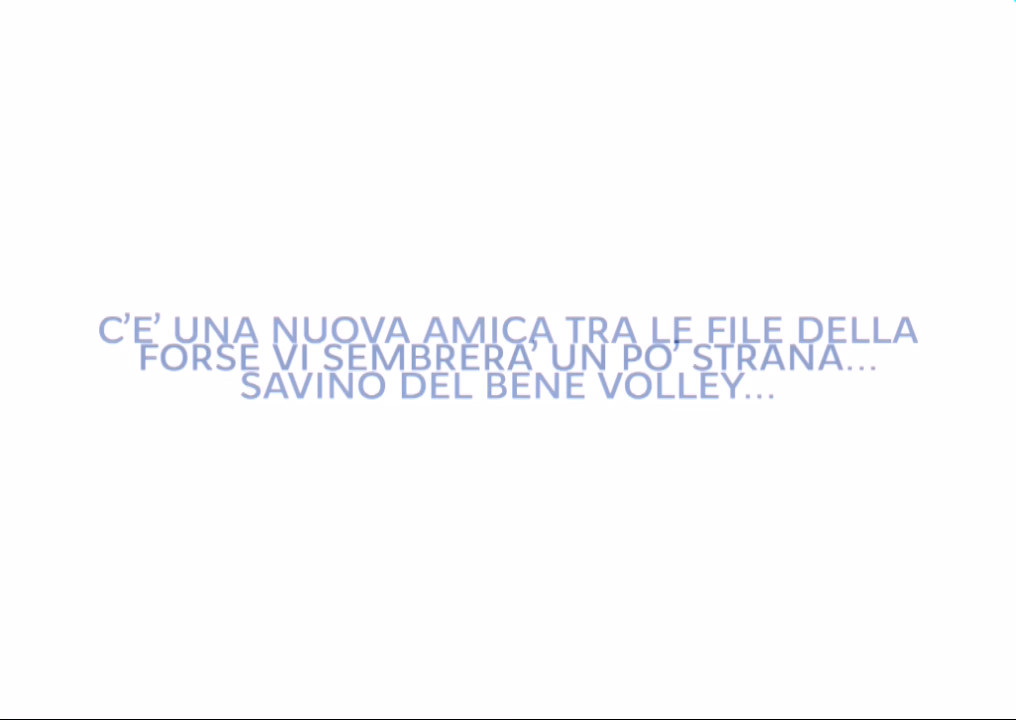 C'E' UNA NUOVA AMICA TRA LE FILE DELLA
FORSE VI SEMBRERA' UN PO' STRANA...
SAVINO DEL BENE VOLLEY...